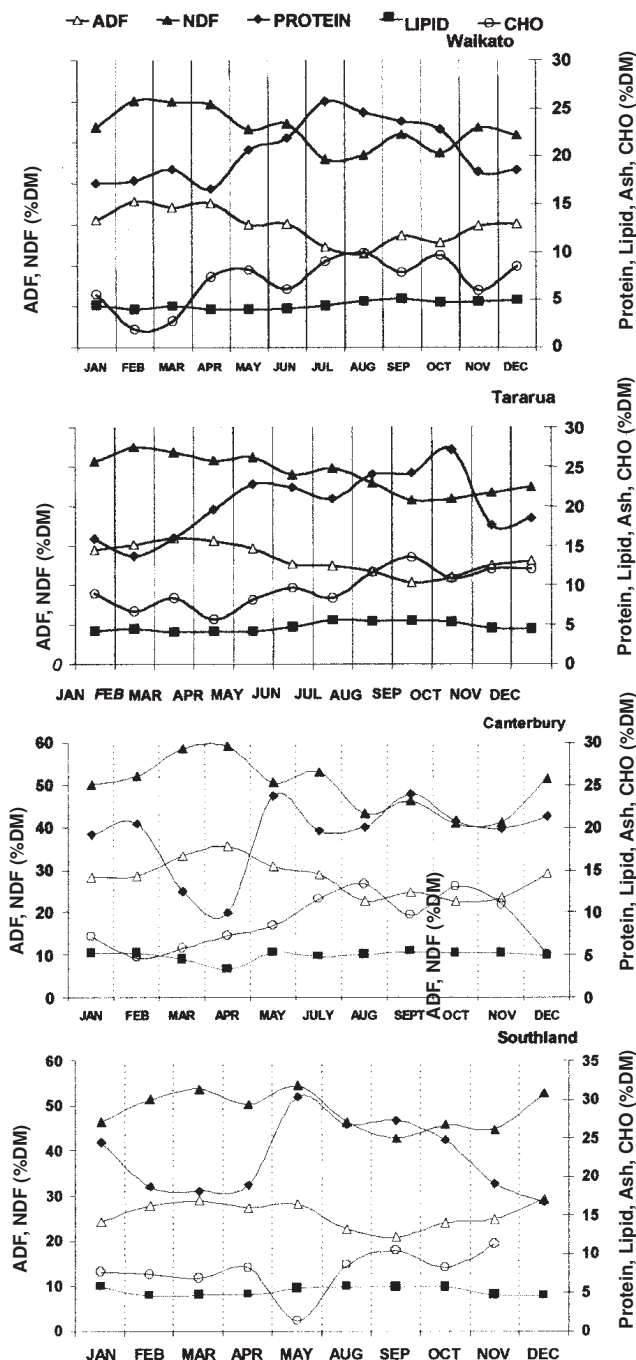 ADF NDF PROTEIN LIPID CHO
Waikato
ADF, NDF (%DM)
30
25
20
15
10
5
0
Protein, Lipid, Ash, CHO (%DM)
JAN FEB MAR APR MAY JUN JUL AUG SEP OCT NOV DEC
Tararua
ADF, NDF (%DM)
0
30
25
20
15
10
5
0
Protein, Lipid, Ash, CHO (%DM)
JAN FEB MAR APR MAY JUN JUL AUG SEP OCT NOV DEC
Canterbury
ADF, NDF (%DM)
60
50
40
30
20
10
0
30
25
20
15
10
5
0
Protein, Lipid, Ash, CHO (%DM)
ADF, NDF (%DM)
JAN FEB MAR APR MAY JULY AUG SEPT OCT NOV DEC
Southland
ADF, NDF (%DM)
60
50
40
30
20
10
0
35
30
25
20
15
10
5
0
Protein, Lipid, Ash, CHO (%DM)
JAN FEB MAR APR MAY JUN JUL AUG SEP OCT NOV DEC